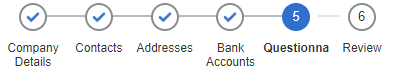 5
6
Company
Details
Contacts
Addresses
Bank
Accounts
Questionna
Review